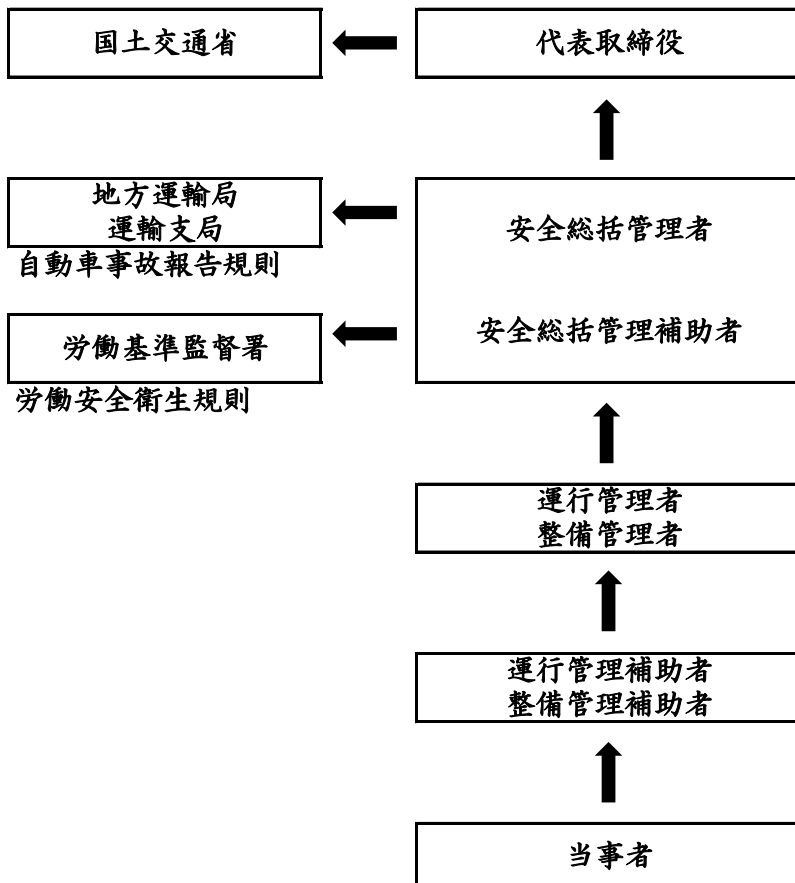 国土交通省
代表取締役
地方運輸局
運輸支局
自動車事故報告規則
安全総括管理者
労働基準監督署
労働安全衛生規則
安全総括管理補助者
運行管理者
整備管理者
運行管理補助者
整備管理補助者
当事者